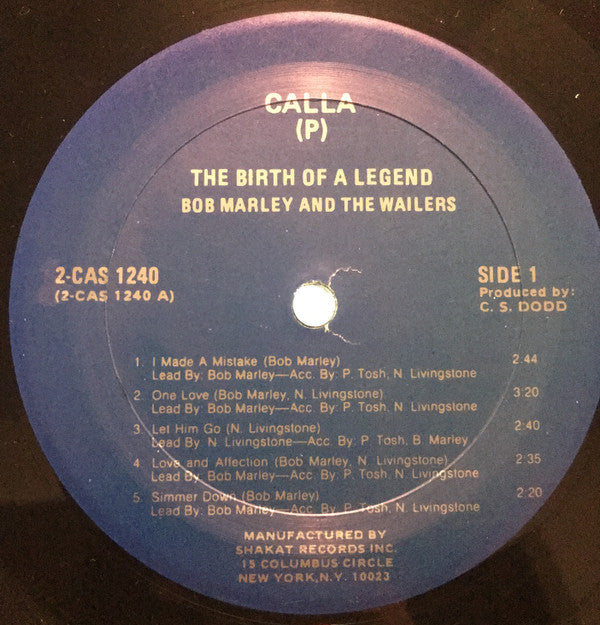 CALLA
(P)
THE BIRTH OF A LEGEND
BOB MARLEY AND THE WAILERS
2-CAS 1240
(2-CAS 1240 A)
SIDE 1
Produced by:
C. S. DODD
1. I Made A Mistake (Bob Marley) 2:44
Lead By: Bob Marley—Acc. By: P. Tosh, N. Livingstone
2. One Love (Bob Marley, N. Livingstone) 3:20
Lead By: Bob Marley—Acc. By: P. Tosh, N. Livingstone
3. Let Him Go (N. Livingstone) 2:40
Lead By: N. Livingstone—Acc. By: P. Tosh, B. Marley
4. Love and Affection (Bob Marley, N. Livingstone) 2:35
Lead By: Bob Marley—Acc. By: P. Tosh, N. Livingstone
5. Simmer Down (Bob Marley) 2:20
Lead By: Bob Marley—Acc. By: P. Tosh, N. Livingstone
MANUFACTURED BY
SHAKAT RECORDS INC.
15 COLUMBUS CIRCLE
NEW YORK, N.Y. 10023